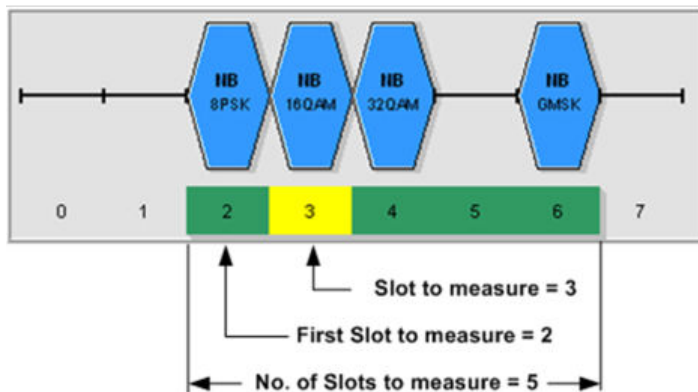 NB NB NB NB
8PSK 16QAM 32QAM GMSK
0 1 2 3 4 5 6 7
Slot to measure = 3
First Slot to measure = 2
No. of Slots to measure = 5